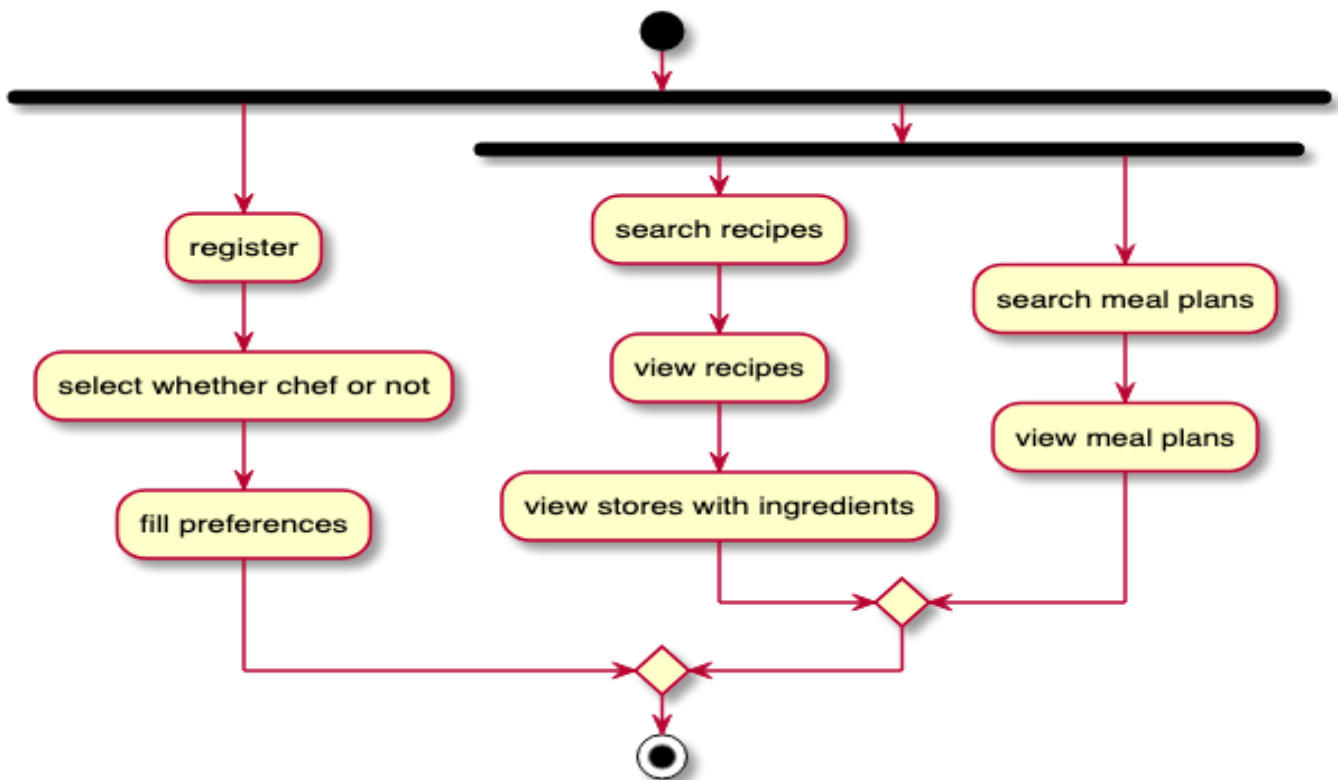 register
select whether chef or not
fill preferences
search recipes
view recipes
view stores with ingredients
search meal plans
view meal plans